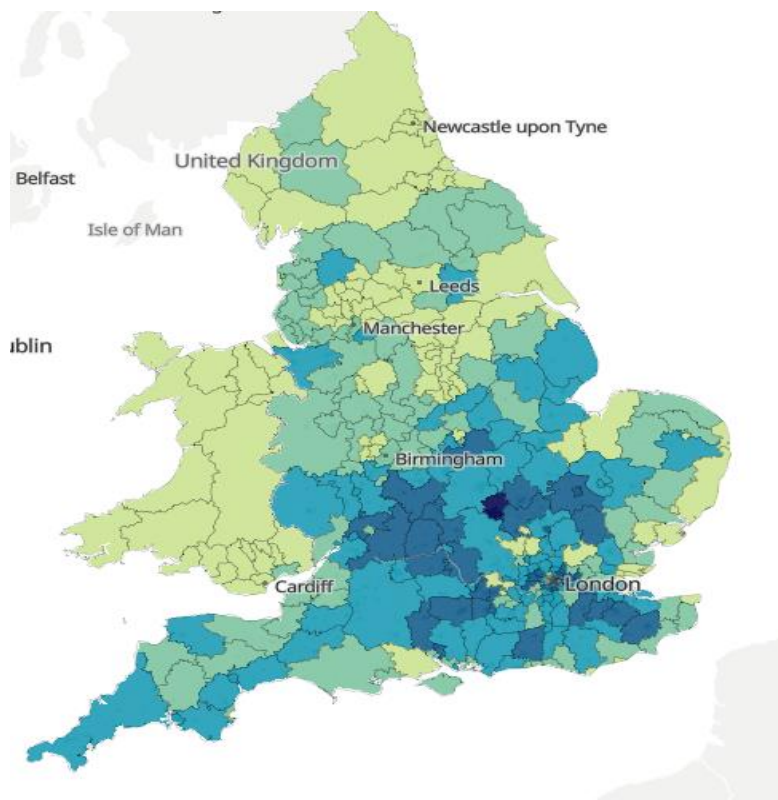 Newcastle upon Tyne
United Kingdom
Belfast
Isle of Man
Leeds
Manchester
ublin
Birmingham
London
Cardiff